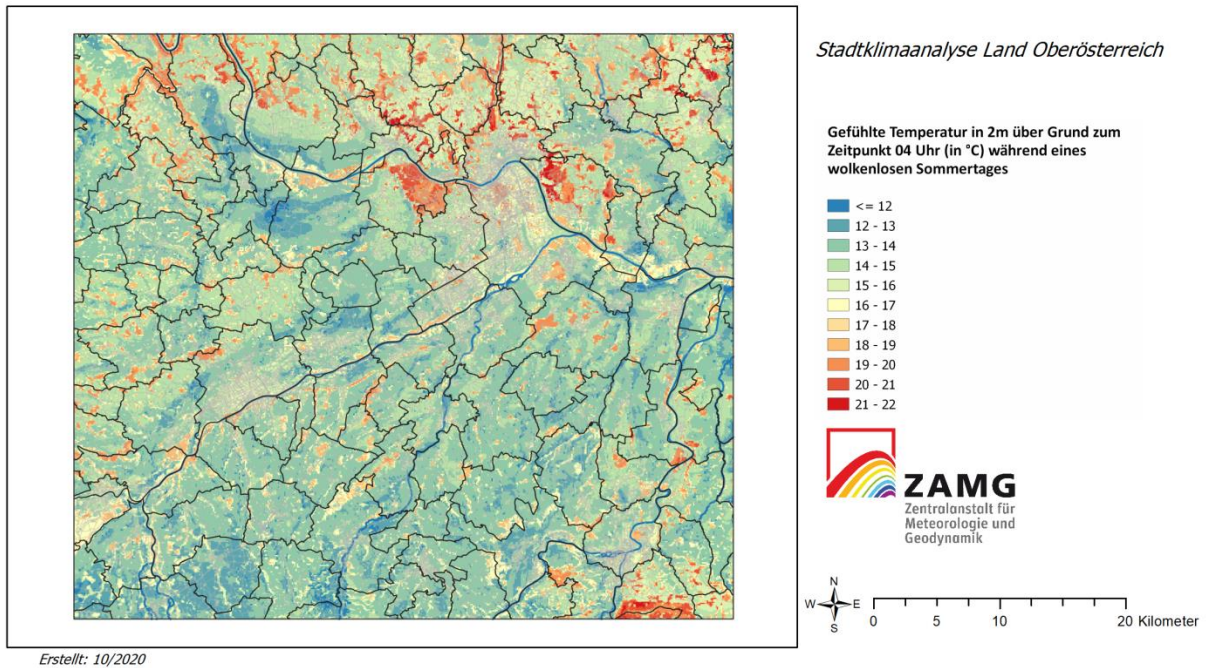 Stadtklimaanalyse Land Oberösterreich
Gefühlte Temperatur in 2m über Grund zum
Zeitpunkt 04 Uhr (in °C) während eines
wolkenlosen Sommertages
<= 12
12 - 13
13 - 14
14 - 15
15 - 16
16 - 17
17 - 18
18 - 19
19 - 20
20 - 21
21 - 22
ZAMG
Zentralanstalt für
Meteorologie und
Geodynamik
N
W E
S
0 5 10 20 Kilometer
Erstellt: 10/2020